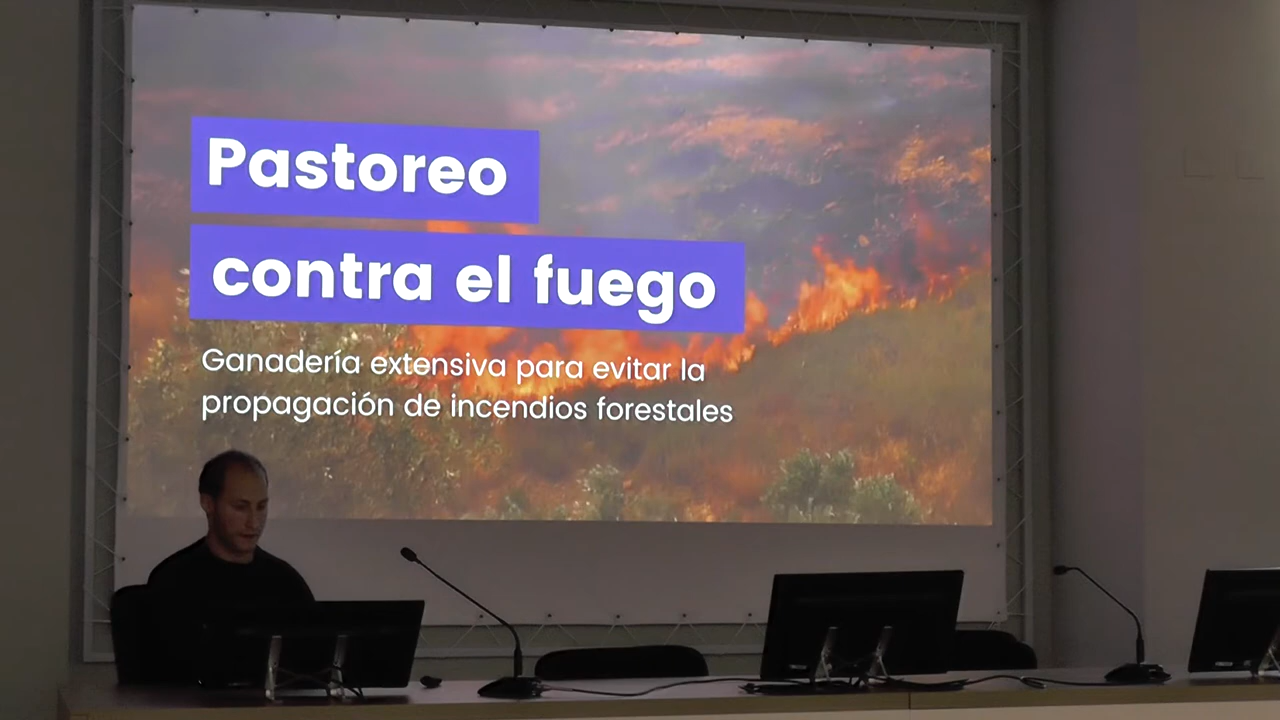 Pastoreo
contra el fuego
Ganadería extensiva para evitar la
propagación de incendios forestales